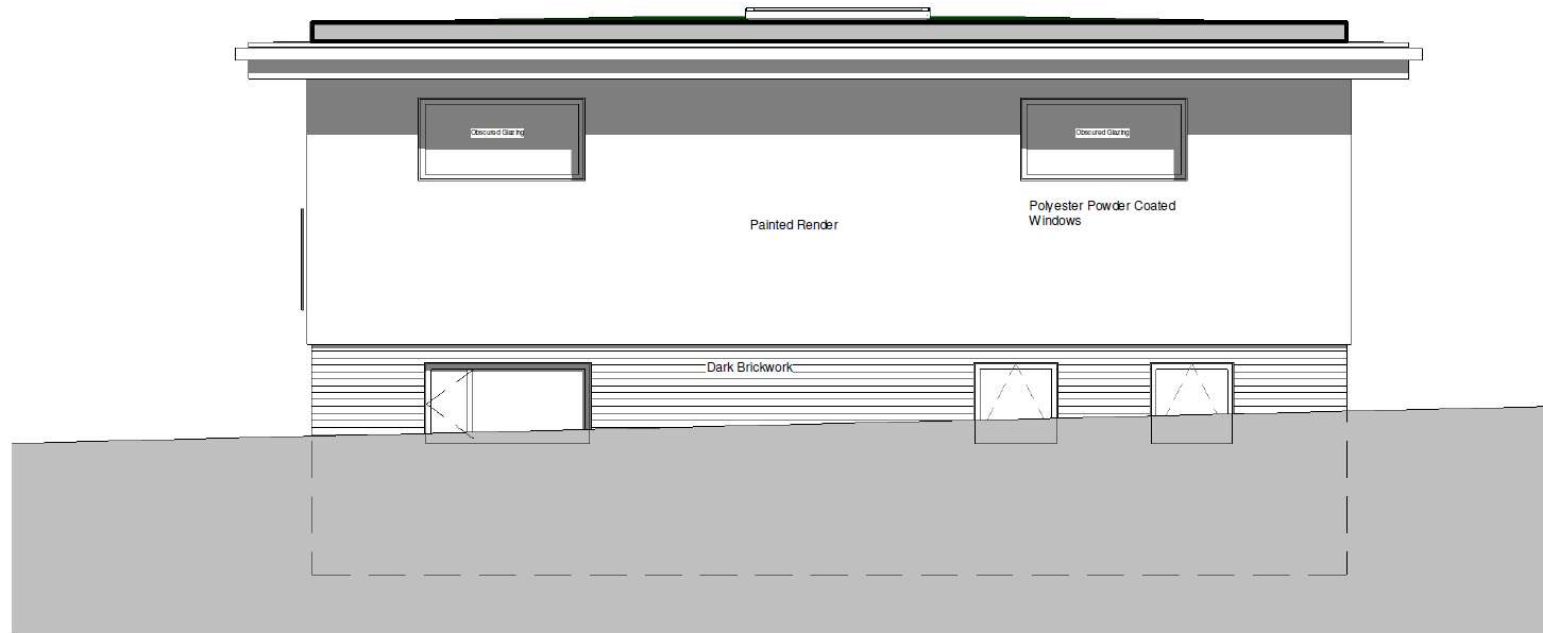 Obscured Glazing
Obscured Glazing
Polyester Powder Coated
Windows
Painted Render
Dark Brickwork